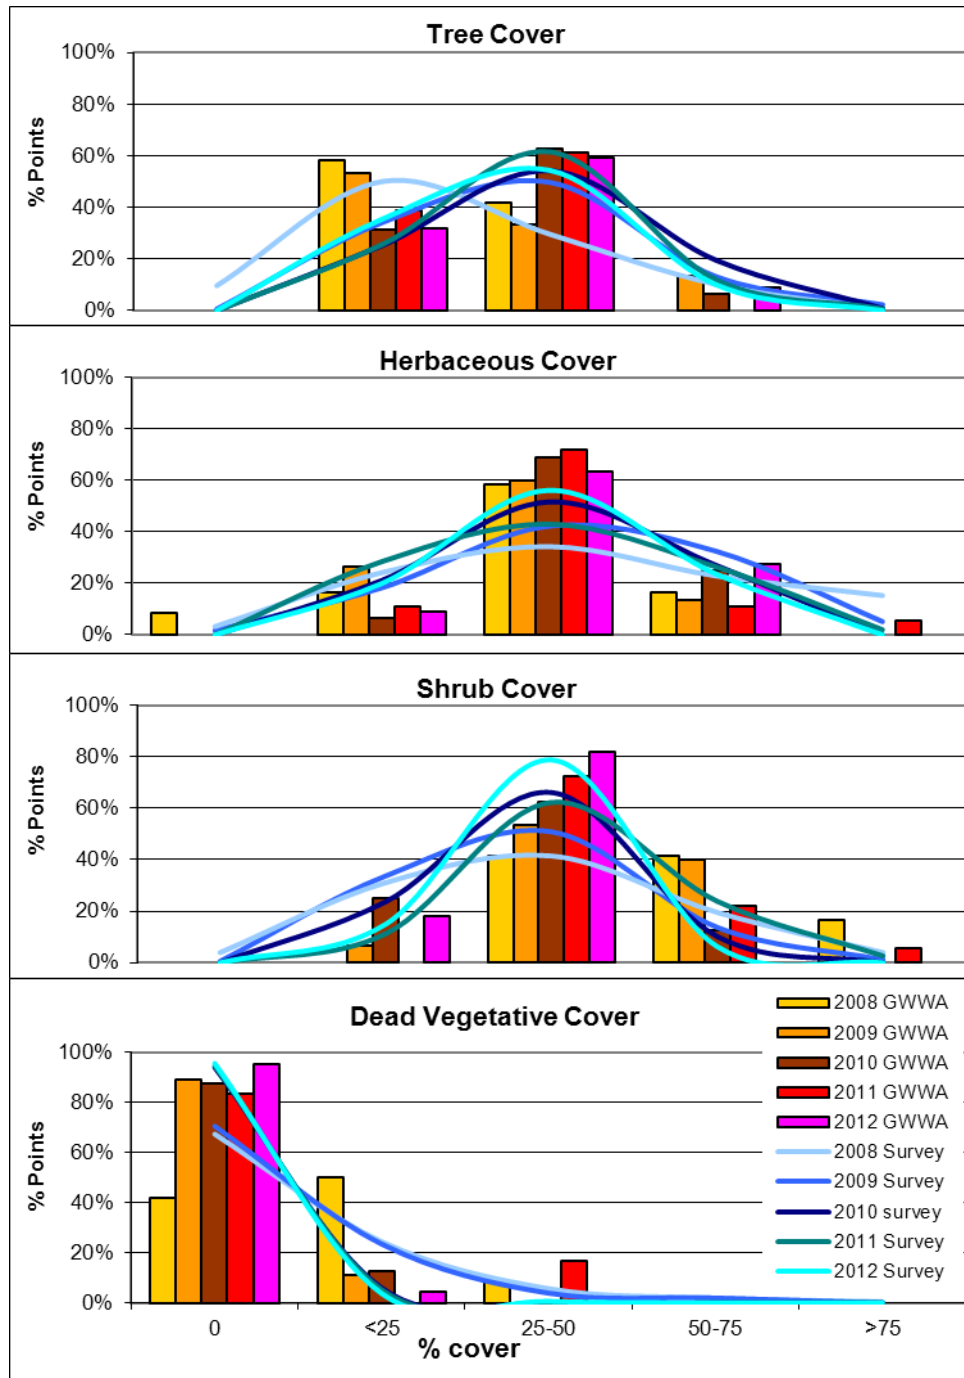 Tree Cover
100%
80%
60%
40%
20%
0%
% Points
Herbaceous Cover
100%
80%
60%
40%
20%
0%
% Points
Shrub Cover
100%
80%
60%
40%
20%
0%
% Points
Dead Vegetative Cover
100%
80%
60%
40%
20%
0%
% Points
2008 GWWA
2009 GWWA
2010 GWWA
2011 GWWA
2012 GWWA
2008 Survey
2009 Survey
2010 survey
2011 Survey
2012 Survey
0 <25 25-50 50-75 >75
% cover